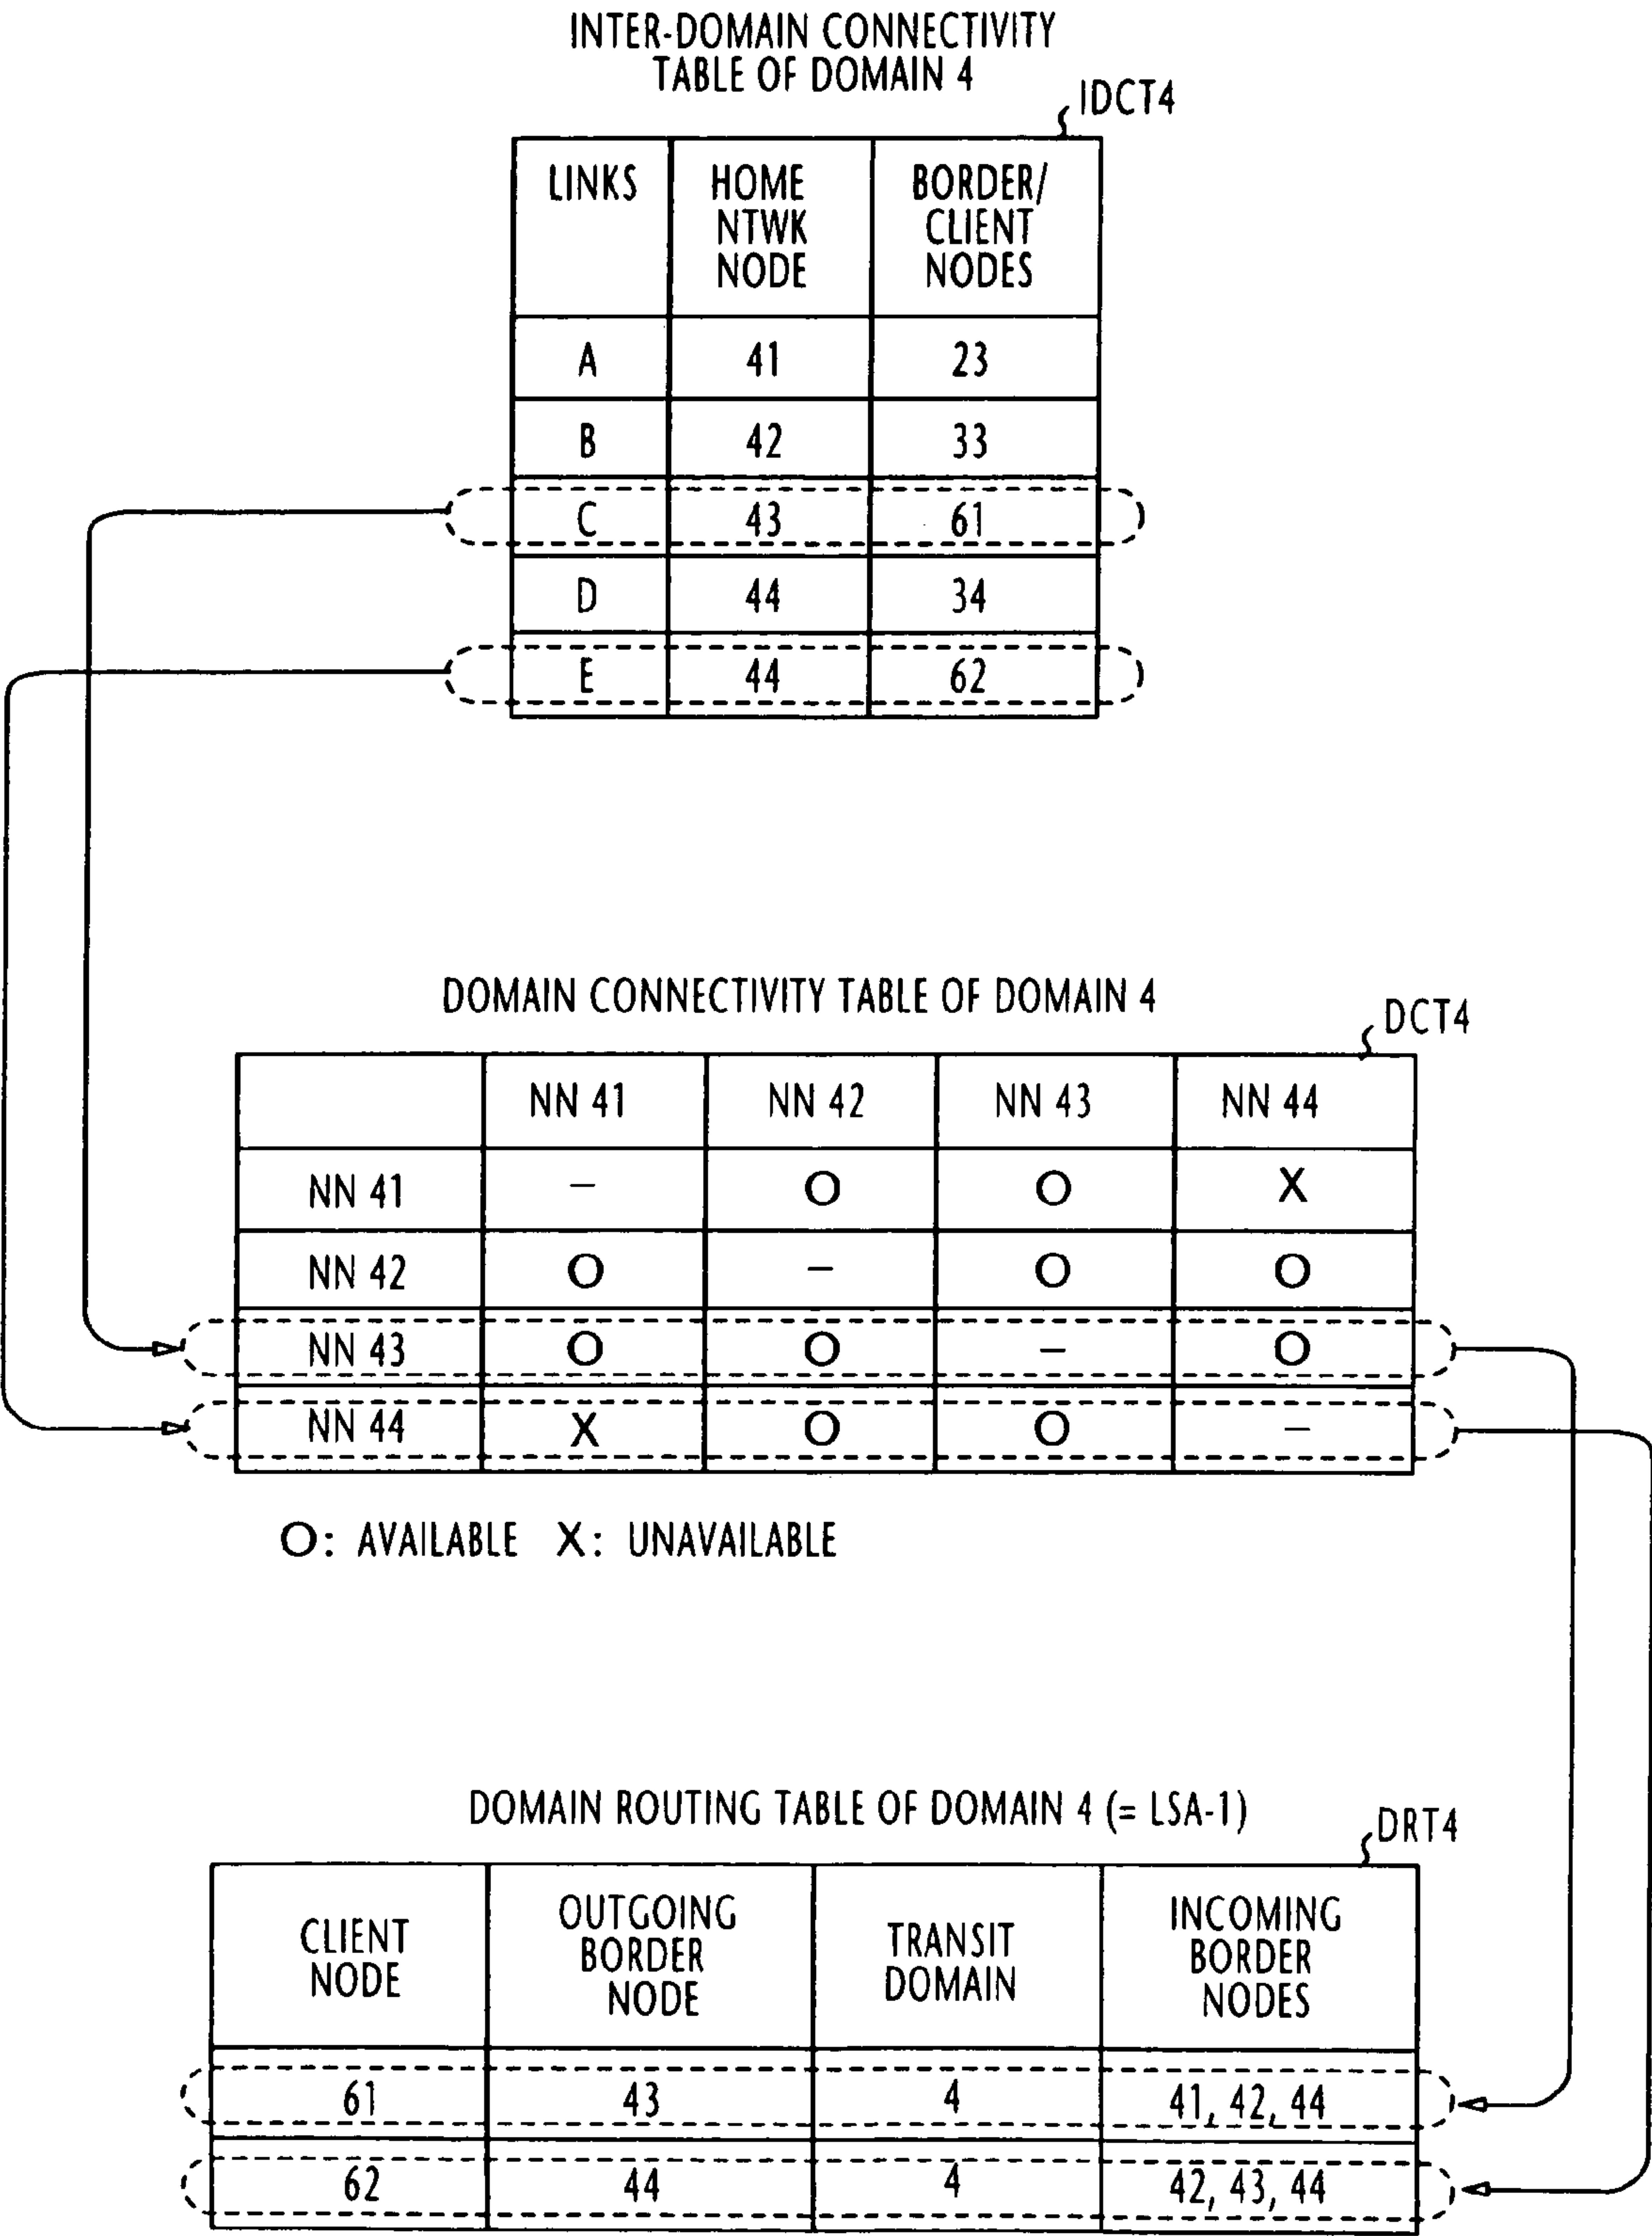 INTER-DOMAIN CONNECTIVITY
TABLE OF DOMAIN 4
IDCT4
LINKS HOME NTWK NODE BORDER/ CLIENT NODES
A 41 23
B 42 33
C 43 61
D 44 34
E 44 62
DOMAIN CONNECTIVITY TABLE OF DOMAIN 4
DCT4
NN 41 NN 42 NN 43 NN 44
NN 41 – O O X
NN 42 O – O O
NN 43 O O – O
NN 44 X O O –
O: AVAILABLE X: UNAVAILABLE
DOMAIN ROUTING TABLE OF DOMAIN 4 (= LSA-1)
DRT4
CLIENT NODE OUTGOING BORDER NODE TRANSIT DOMAIN INCOMING BORDER NODES
61 43 4 41, 42, 44
62 44 4 42, 43, 44